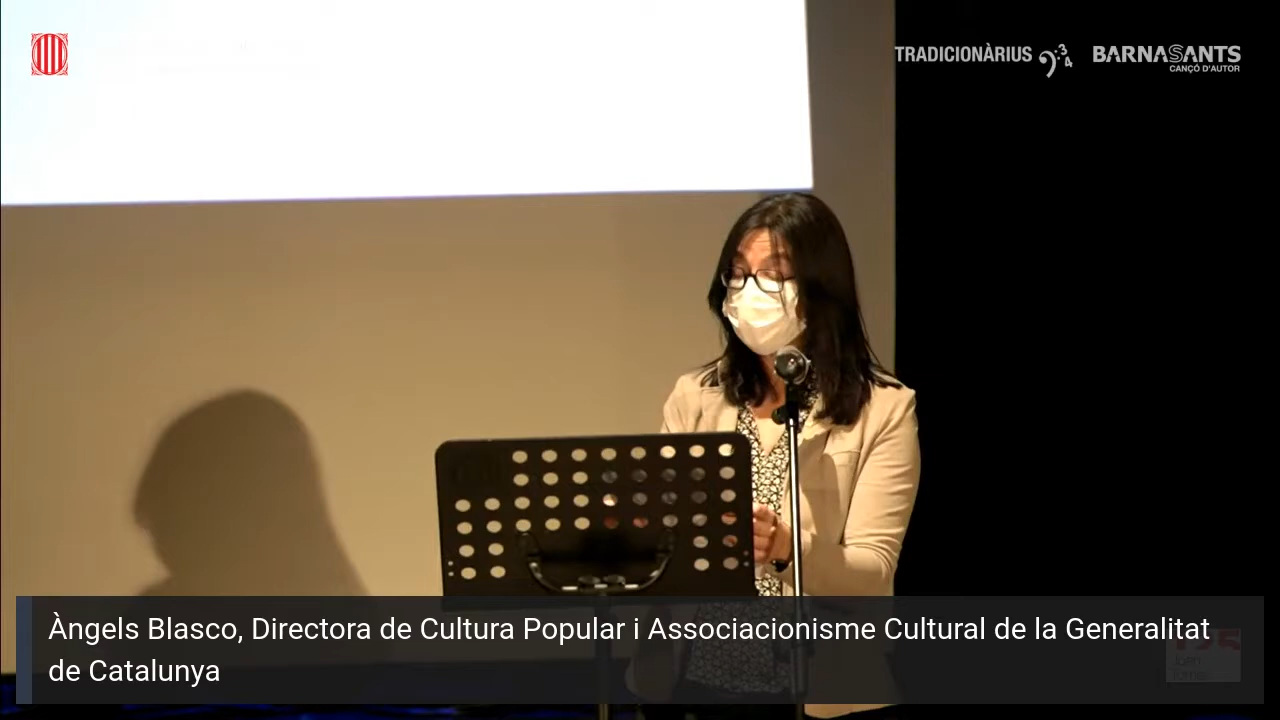 TRADICIONÀRIUS
BARNASANTS
CANÇÓ D'AUTOR
Àngels Blasco, Directora de Cultura Popular i Associacionisme Cultural de la Generalitat
de Catalunya